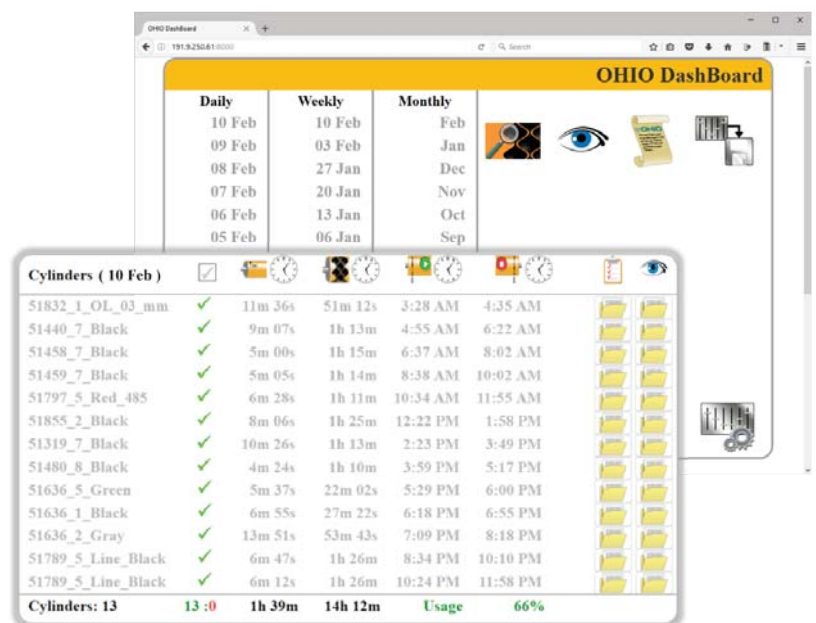 OHIO DashBoard
191.9.250.61:8000 Search
OHIO DashBoard
Daily Weekly Monthly
10 Feb 10 Feb Feb
09 Feb 03 Feb Jan
08 Feb 27 Jan Dec
07 Feb 20 Jan Nov
06 Feb 13 Jan Oct
05 Feb 06 Jan Sep
OHIO
Cylinders ( 10 Feb )
51832_1_OL_03_mm 11m 36s 51m 12s 3:28 AM 4:35 AM
51440_7_Black 9m 07s 1h 13m 4:55 AM 6:22 AM
51458_7_Black 5m 00s 1h 15m 6:37 AM 8:02 AM
51459_7_Black 5m 05s 1h 14m 8:38 AM 10:02 AM
51797_5_Red_485 6m 28s 1h 11m 10:34 AM 11:55 AM
51855_2_Black 8m 06s 1h 25m 12:22 PM 1:58 PM
51319_7_Black 10m 26s 1h 13m 2:23 PM 3:49 PM
51480_8_Black 4m 24s 1h 10m 3:59 PM 5:17 PM
51636_5_Green 5m 37s 22m 02s 5:29 PM 6:00 PM
51636_1_Black 6m 55s 27m 22s 6:18 PM 6:55 PM
51636_2_Gray 13m 51s 53m 43s 7:09 PM 8:18 PM
51789_5_Line_Black 6m 47s 1h 26m 8:34 PM 10:10 PM
51789_5_Line_Black 6m 12s 1h 26m 10:24 PM 11:58 PM
Cylinders: 13 13 :0 1h 39m 14h 12m Usage 66%